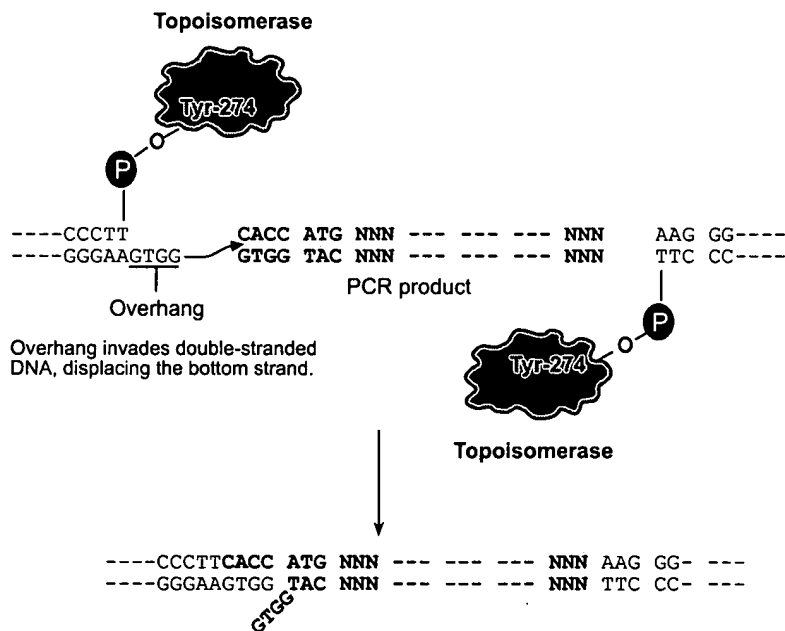 Topoisomerase
Tyr-274
O
P
----CCCTT CACC ATG NNN --- --- --- --- NNN AAG GG----
----GGGAAGTGG GTGG TAC NNN --- --- --- --- NNN TTC CC----
PCR product
Overhang
P
O
Overhang invades double-stranded
DNA, displacing the bottom strand.
Tyr-274
Topoisomerase
----CCCTTCACC ATG NNN --- --- --- --- NNN AAG GG- ---
----GGGAAGTGG TAC NNN --- --- --- --- NNN TTC CC- ---
GTGG